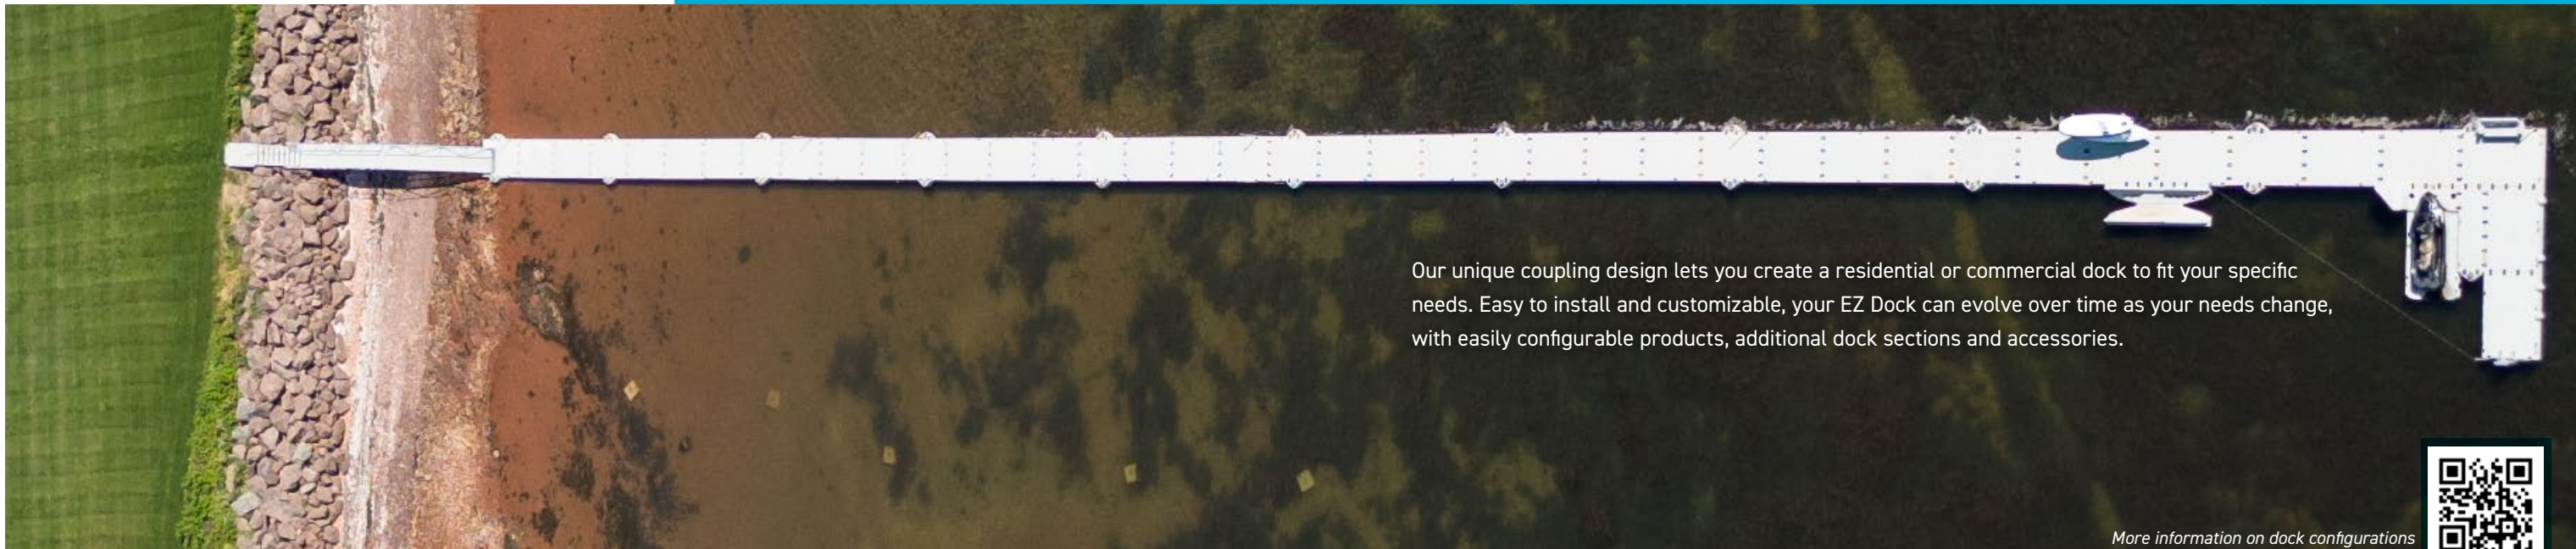 Our unique coupling design lets you create a residential or commercial dock to fit your specific
needs. Easy to install and customizable, your EZ Dock can evolve over time as your needs change,
with easily configurable products, additional dock sections and accessories.
More information on dock configurations